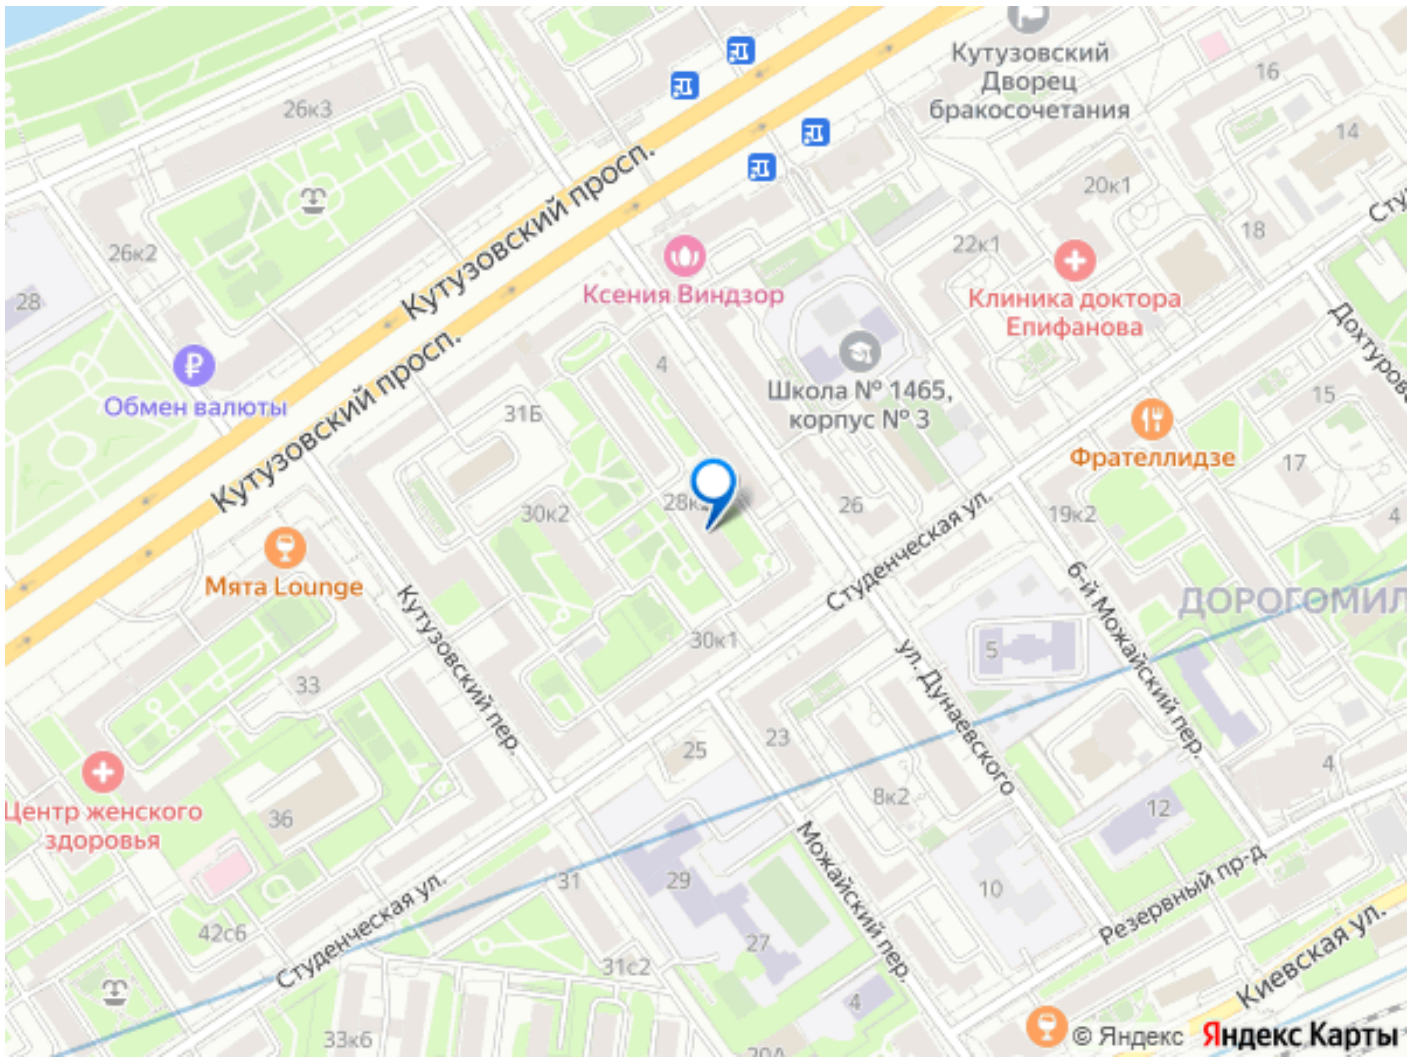 Кутузовский
Дворец
бракосочетания
16
26к3
14
20к1
Кутузовский просп.
18
22к1
26к2
Ксения Виндзор
Клиника доктора
Епифанова
28
4
Школа № 1465,
корпус № 3
Кутузовский просп.
Обмен валюты
31Б
15
Фрателлидзе
17
26
30к2
19к2
4
Студенческая ул.
Мята Lounge
6-й Можайский пер.
Кутузовский пер.
30к1
5
ул. Дунаевского
33
23
25
4
8к2
12
Центр женского
здоровья
36
Можайский пер.
31
29
10
Резервный пр-д
Студенческая ул.
42с6
27
31с2
Киевская ул.
4
33к6
20А
© Яндекс Яндекс Карты